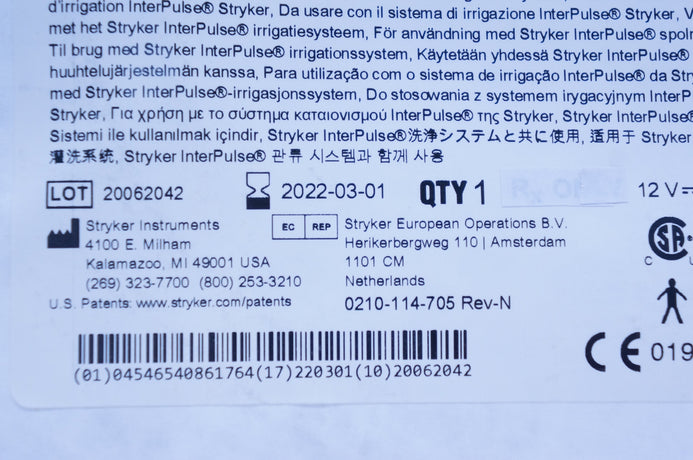 d'irrigation InterPulse® Stryker, Da usare con il sistema di irrigazione InterPulse® Stryker, V
met het Stryker InterPulse® irrigatiesysteem, För användning med Stryker InterPulse® spoln
Til brug med Stryker InterPulse® irrigationssystem, Käytetään yhdessä Stryker InterPulse®
huuhtelujärjestelmän kanssa, Para utilização com o sistema de irrigação InterPulse® da Stryk
med Stryker InterPulse®-irrigasjonssystem, Do stosowania z systemem irygacyjnym InterP
Stryker, Για χρήση με το σύστημα καταιονισμού InterPulse® της Stryker, Stryker InterPulse®
Sistemi ile kullanılmak içindir, Stryker InterPulse®洗浄システムと共に使用, 适用于 Stryker
灌洗系统, Stryker InterPulse® 관류 시스템과 함께 사용
LOT 20062042 2022-03-01 QTY 1 Rx ONLY 12 V
Stryker Instruments
4100 E. Milham
Kalamazoo, MI 49001 USA
(269) 323-7700 (800) 253-3210
U.S. Patents: www.stryker.com/patents
EC REP
Stryker European Operations B.V.
Herikerbergweg 110 | Amsterdam
1101 CM
Netherlands
0210-114-705 Rev-N
CSA
C U
CE 019
(01)04546540861764(17)220301(10)20062042